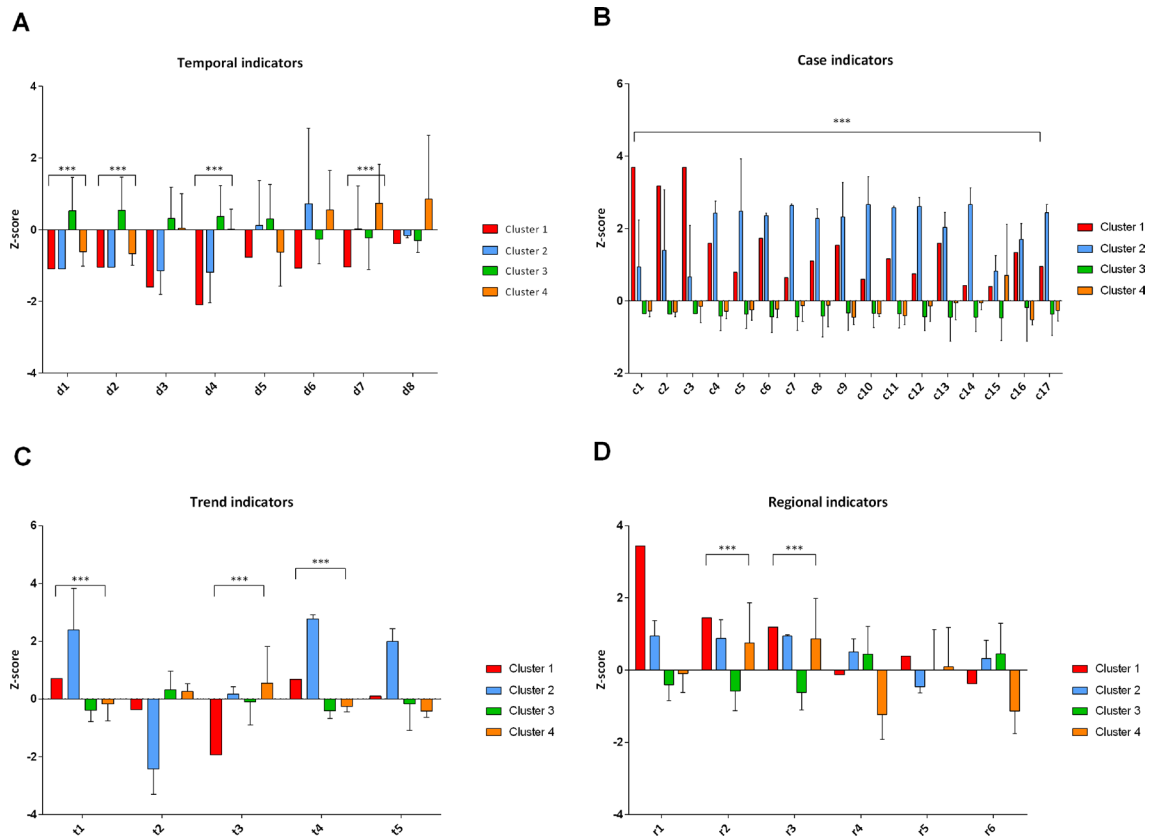 A
Temporal indicators
Z-score
4
2
0
-2
-4
***
***
***
***
d1 d2 d3 d4 d5 d6 d7 d8
Cluster 1
Cluster 2
Cluster 3
Cluster 4
B
Case indicators
Z-score
6
4
2
0
-2
***
c1 c2 c3 c4 c5 c6 c7 c8 c9 c10 c11 c12 c13 c14 c15 c16 c17
Cluster 1
Cluster 2
Cluster 3
Cluster 4
C
Trend indicators
Z-score
6
4
2
0
-2
-4
***
***
***
t1 t2 t3 t4 t5
Cluster 1
Cluster 2
Cluster 3
Cluster 4
D
Regional indicators
Z-score
4
2
0
-2
-4
***
***
r1 r2 r3 r4 r5 r6
Cluster 1
Cluster 2
Cluster 3
Cluster 4